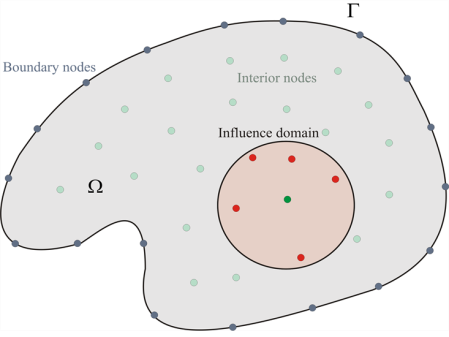 Γ
Boundary nodes
Interior nodes
Influence domain
Ω